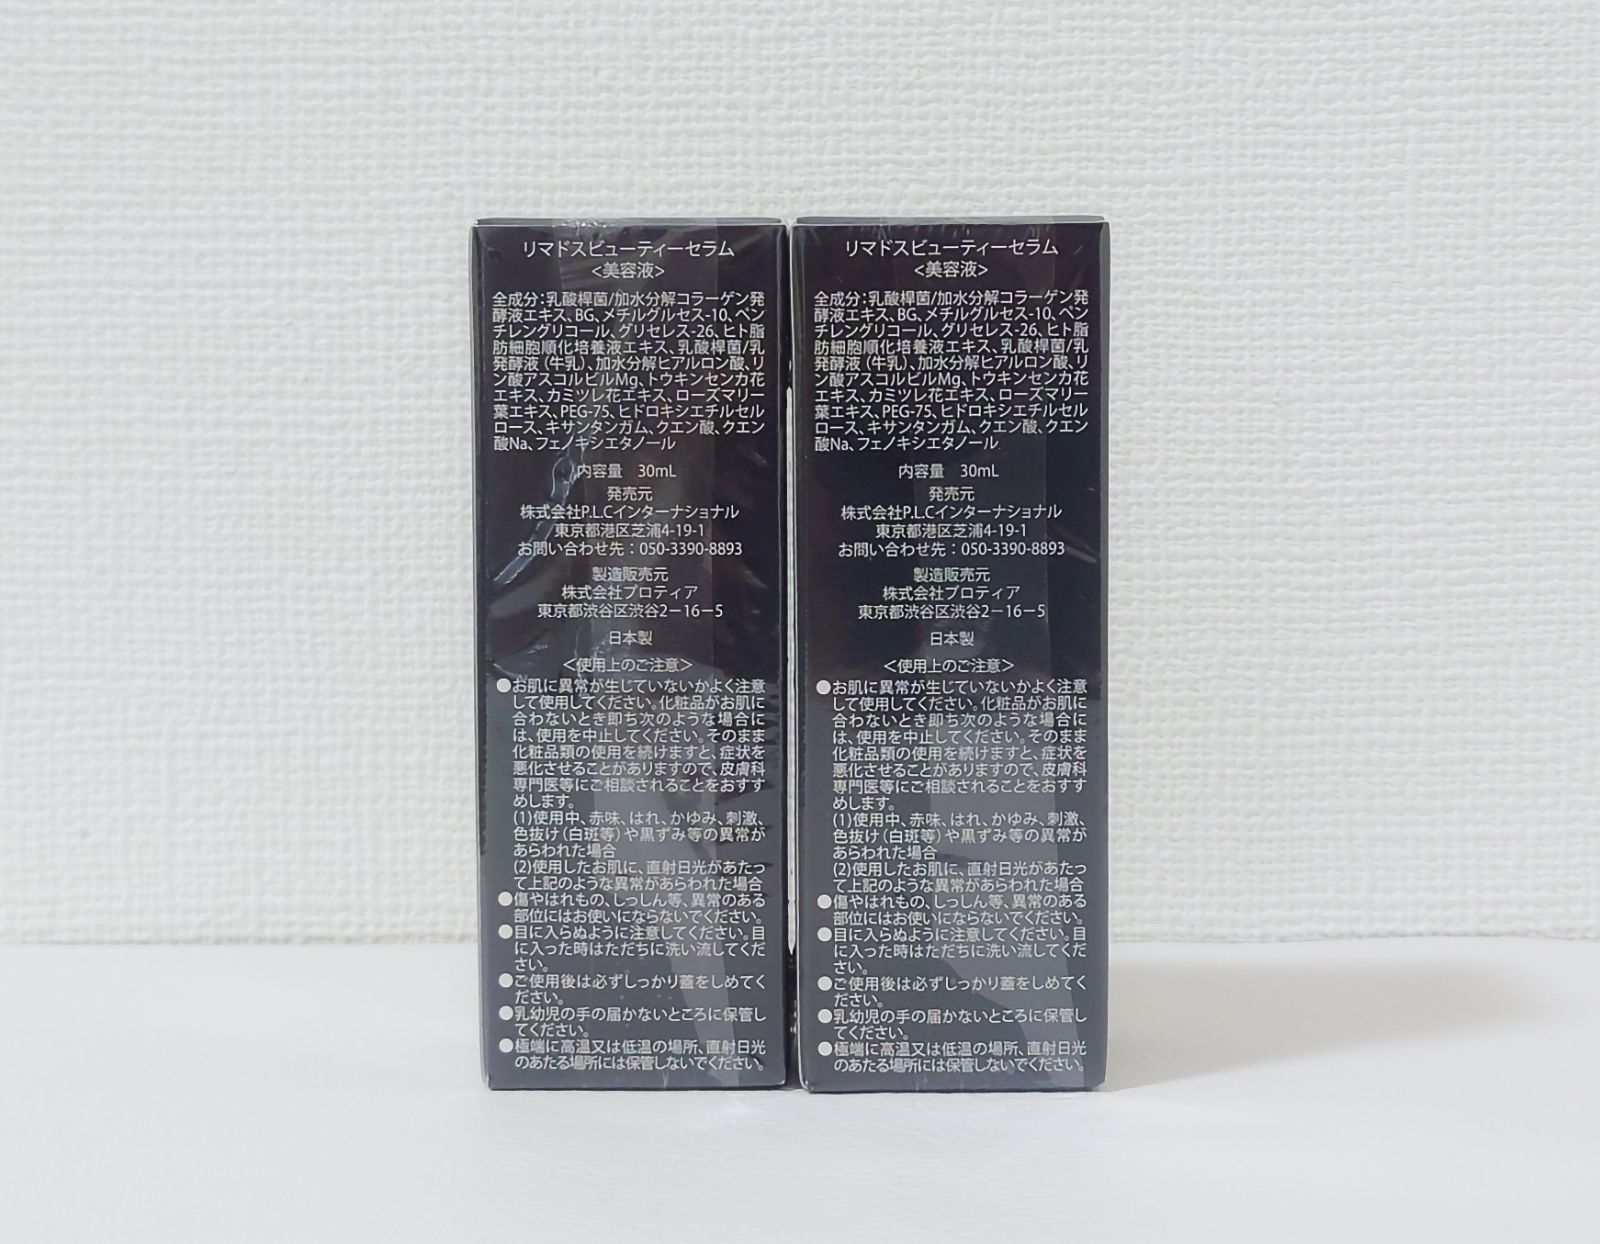 リマドスビューティーセラム
<美容液>
全成分:乳酸桿菌/加水分解コラーゲン発
酵液エキス、BG、メチルグルセス-10、ペン
チレングリコール、グリセレス-26、ヒト脂
肪細胞順化培養液エキス、乳酸桿菌/乳
発酵液（牛乳）、加水分解ヒアルロン酸、リ
ン酸アスコルビルMg、トウキンセンカ花
エキス、カミツレ花エキス、ローズマリー
葉エキス、PEG-75、ヒドロキシエチルセル
ロース、キサンタンガム、クエン酸、クエン
酸Na、フェノキシエタノール
内容量 30mL
発売元
株式会社P.L.Cインターナショナル
東京都港区芝浦4-19-1
お問い合わせ先：050-3390-8893
製造販売元
株式会社プロティア
東京都渋谷区渋谷2－16－5
日本製
<使用上のご注意>
●お肌に異常が生じていないかよく注意
して使用してください。化粧品がお肌に
合わないとき即ち次のような場合に
は、使用を中止してください。そのまま
化粧品類の使用を続けますと、症状を
悪化させることがありますので、皮膚科
専門医等にご相談されることをおすす
めします。
(1)使用中、赤味、はれ、かゆみ、刺激、
色抜け（白斑等）や黒ずみ等の異常が
あらわれた場合
(2)使用したお肌に、直射日光があたっ
て上記のような異常があらわれた場合
●傷やはれもの、しっしん等、異常のある
部位にはお使いにならないでください。
●目に入らぬように注意してください。目
に入った時はただちに洗い流してくだ
さい。
●ご使用後は必ずしっかり蓋をしめてく
ださい。
●乳幼児の手の届かないところに保管し
てください。
●極端に高温又は低温の場所、直射日光
のあたる場所には保管しないでください。
リマドスビューティーセラム
<美容液>
全成分:乳酸桿菌/加水分解コラーゲン発
酵液エキス、BG、メチルグルセス-10、ペン
チレングリコール、グリセレス-26、ヒト脂
肪細胞順化培養液エキス、乳酸桿菌/乳
発酵液（牛乳）、加水分解ヒアルロン酸、リ
ン酸アスコルビルMg、トウキンセンカ花
エキス、カミツレ花エキス、ローズマリー
葉エキス、PEG-75、ヒドロキシエチルセル
ロース、キサンタンガム、クエン酸、クエン
酸Na、フェノキシエタノール
内容量 30mL
発売元
株式会社P.L.Cインターナショナル
東京都港区芝浦4-19-1
お問い合わせ先：050-3390-8893
製造販売元
株式会社プロティア
東京都渋谷区渋谷2－16－5
日本製
<使用上のご注意>
●お肌に異常が生じていないかよく注意
して使用してください。化粧品がお肌に
合わないとき即ち次のような場合に
は、使用を中止してください。そのまま
化粧品類の使用を続けますと、症状を
悪化させることがありますので、皮膚科
専門医等にご相談されることをおすす
めします。
(1)使用中、赤味、はれ、かゆみ、刺激、
色抜け（白斑等）や黒ずみ等の異常が
あらわれた場合
(2)使用したお肌に、直射日光があたっ
て上記のような異常があらわれた場合
●傷やはれもの、しっしん等、異常のある
部位にはお使いにならないでください。
●目に入らぬように注意してください。目
に入った時はただちに洗い流してくだ
さい。
●ご使用後は必ずしっかり蓋をしめてく
ださい。
●乳幼児の手の届かないところに保管し
てください。
●極端に高温又は低温の場所、直射日光
のあたる場所には保管しないでください。